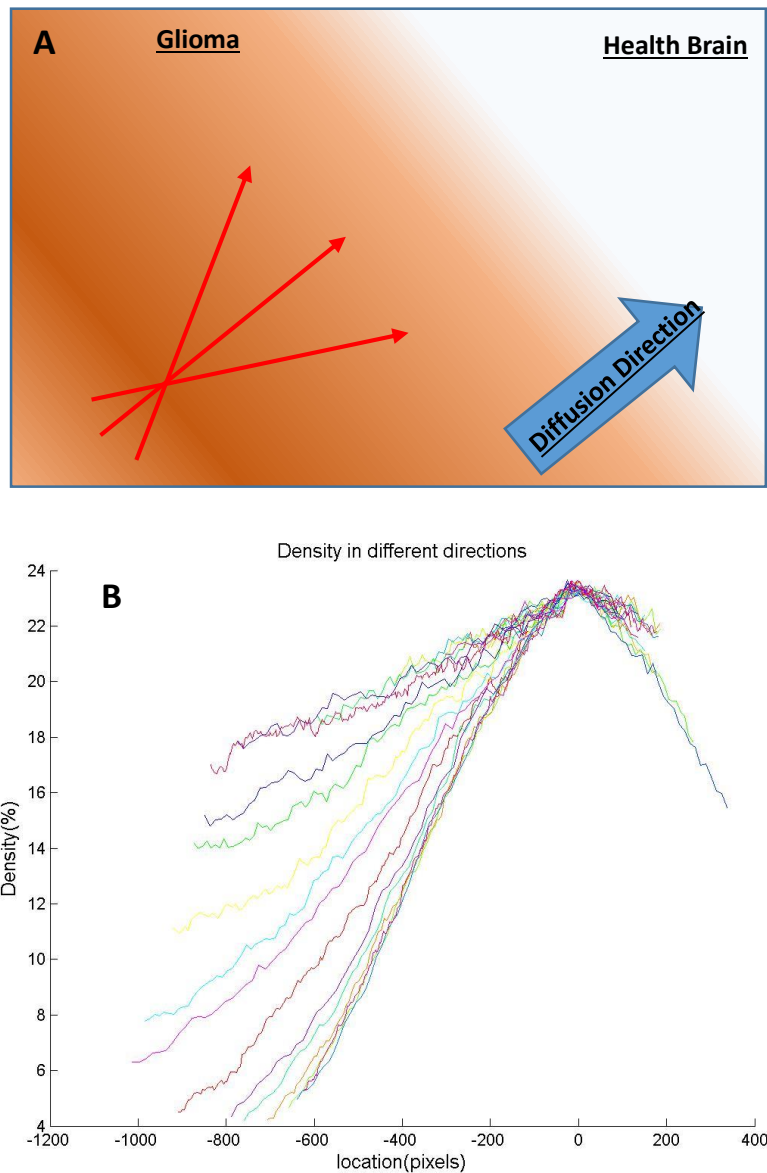 A
Glioma
Health Brain
Diffusion Direction
Density in different directions
B
24
22
20
18
16
14
12
10
8
6
4
Density(%)
-1200
-1000
-800
-600
-400
-200
0
200
400
location(pixels)